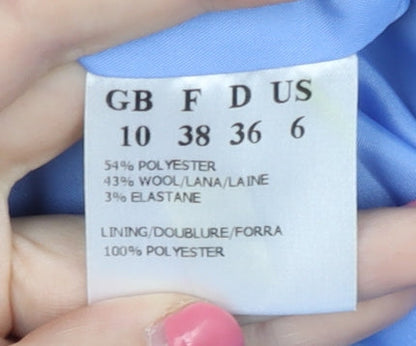 GB F D US
10 38 36 6
54% POLYESTER
43% WOOL/LANA/LAINE
3% ELASTANE
LINING/DOUBLURE/FORRA
100% POLYESTER